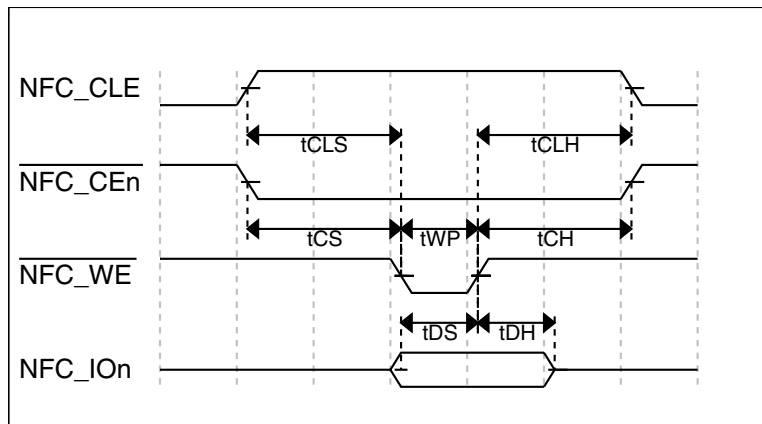 NFC_CLE
tCLS tCLH
NFC_CEn
tCS tWP tCH
NFC_WE
tDS tDH
NFC_IOn